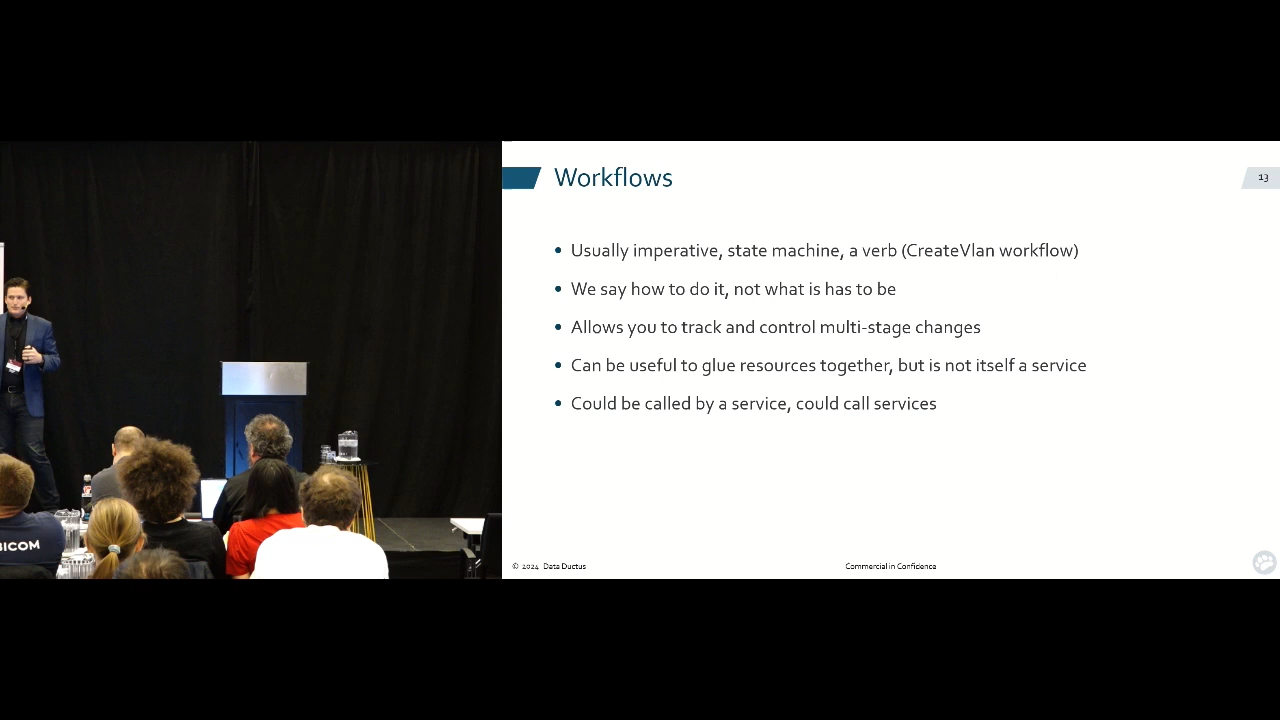 Workflows
13
• Usually imperative, state machine, a verb (CreateVlan workflow)
• We say how to do it, not what is has to be
• Allows you to track and control multi-stage changes
• Can be useful to glue resources together, but is not itself a service
• Could be called by a service, could call services
BICOM
© 2024 Data Ductus
Commercial in Confidence